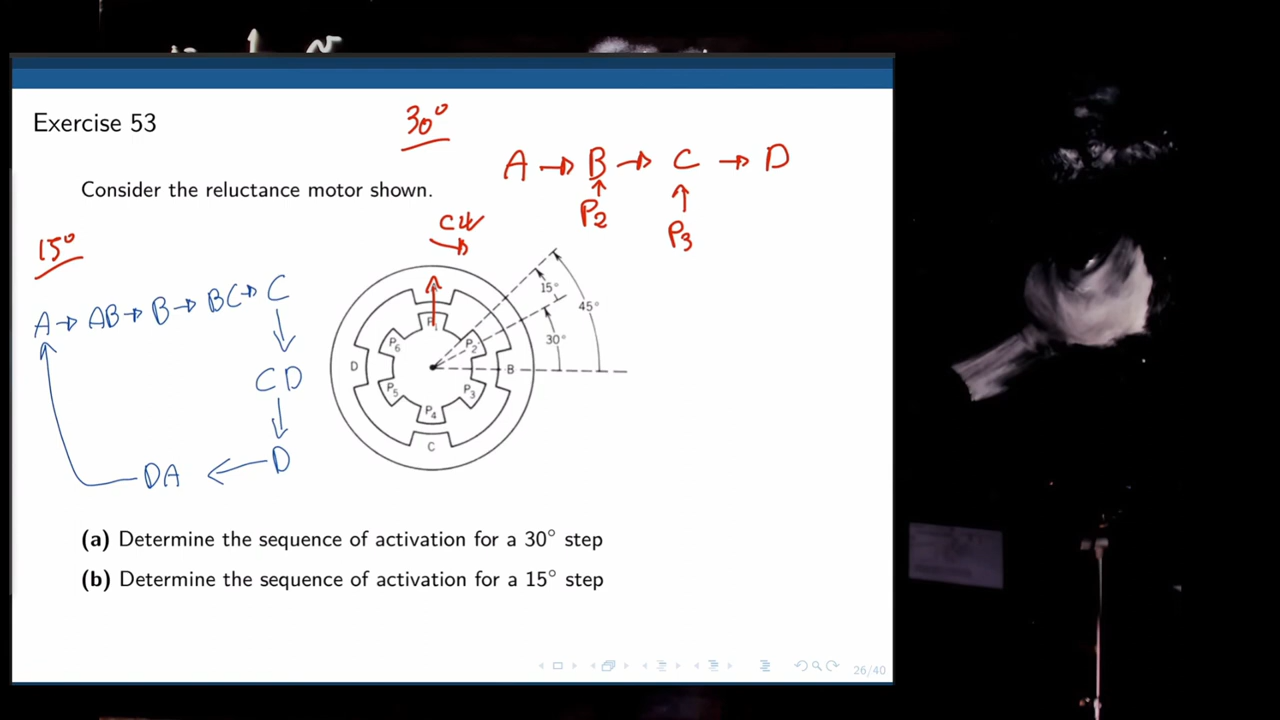 Exercise 53
30°
A → B → C → D
P2
P3
Consider the reluctance motor shown.
CW
15°
A → AB → B → BC → C
CD
D
DA
15°
45°
30°
P1
P2
P3
P4
P5
P6
D
B
C
(a) Determine the sequence of activation for a 30° step
(b) Determine the sequence of activation for a 15° step
26/40